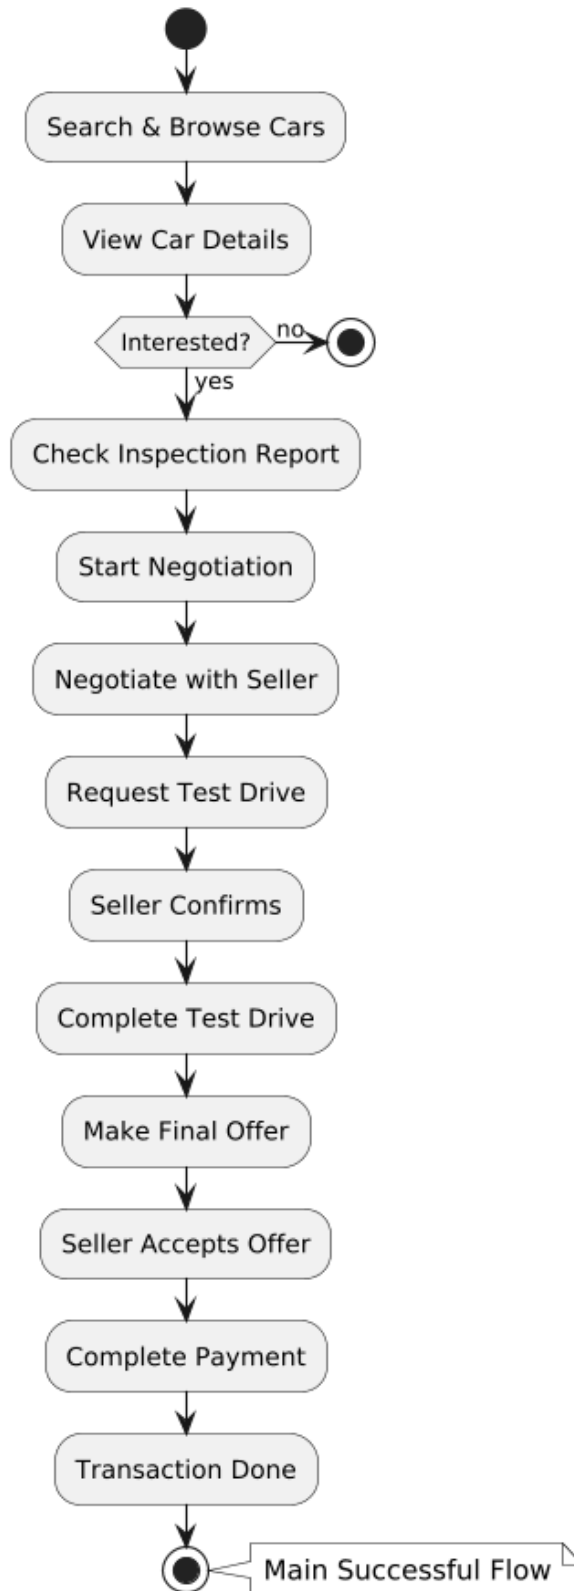 Search & Browse Cars
View Car Details
Interested?
no
yes
Check Inspection Report
Start Negotiation
Negotiate with Seller
Request Test Drive
Seller Confirms
Complete Test Drive
Make Final Offer
Seller Accepts Offer
Complete Payment
Transaction Done
Main Successful Flow